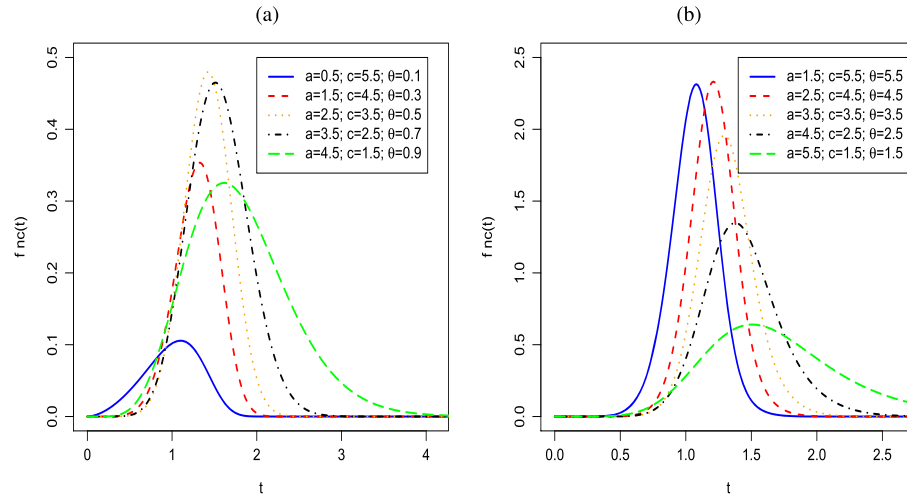 (a)
0.5
0.4
0.3
0.2
0.1
0.0
f nc(t)
a=0.5; c=5.5; θ=0.1
a=1.5; c=4.5; θ=0.3
a=2.5; c=3.5; θ=0.5
a=3.5; c=2.5; θ=0.7
a=4.5; c=1.5; θ=0.9
0 1 2 3 4
t
(b)
2.5
2.0
1.5
1.0
0.5
0.0
f nc(t)
a=1.5; c=5.5; θ=5.5
a=2.5; c=4.5; θ=4.5
a=3.5; c=3.5; θ=3.5
a=4.5; c=2.5; θ=2.5
a=5.5; c=1.5; θ=1.5
0.0 0.5 1.0 1.5 2.0 2.5
t